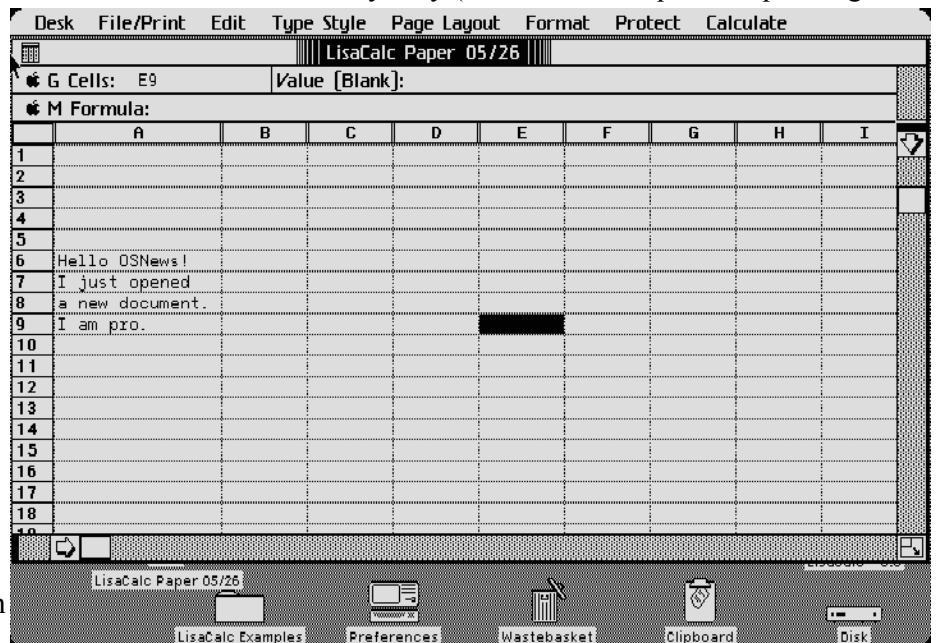 Desk File/Print Edit Type Style Page Layout Format Protect Calculate
LisaCalc Paper 05/26
G Cells: E9 Value (Blank):
M Formula:
A B C D E F G H I
1
2
3
4
5
6 Hello OSNews!
7 I just opened
8 a new document.
9 I am pro.
10
11
12
13
14
15
16
17
18
LisaCalc Paper 05/26
LisaCalc Examples Preferences Wastebasket Clipboard Disk